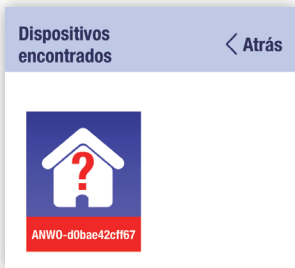 Dispositivos
encontrados
< Atrás
?
ANWO-d0bae42cff67